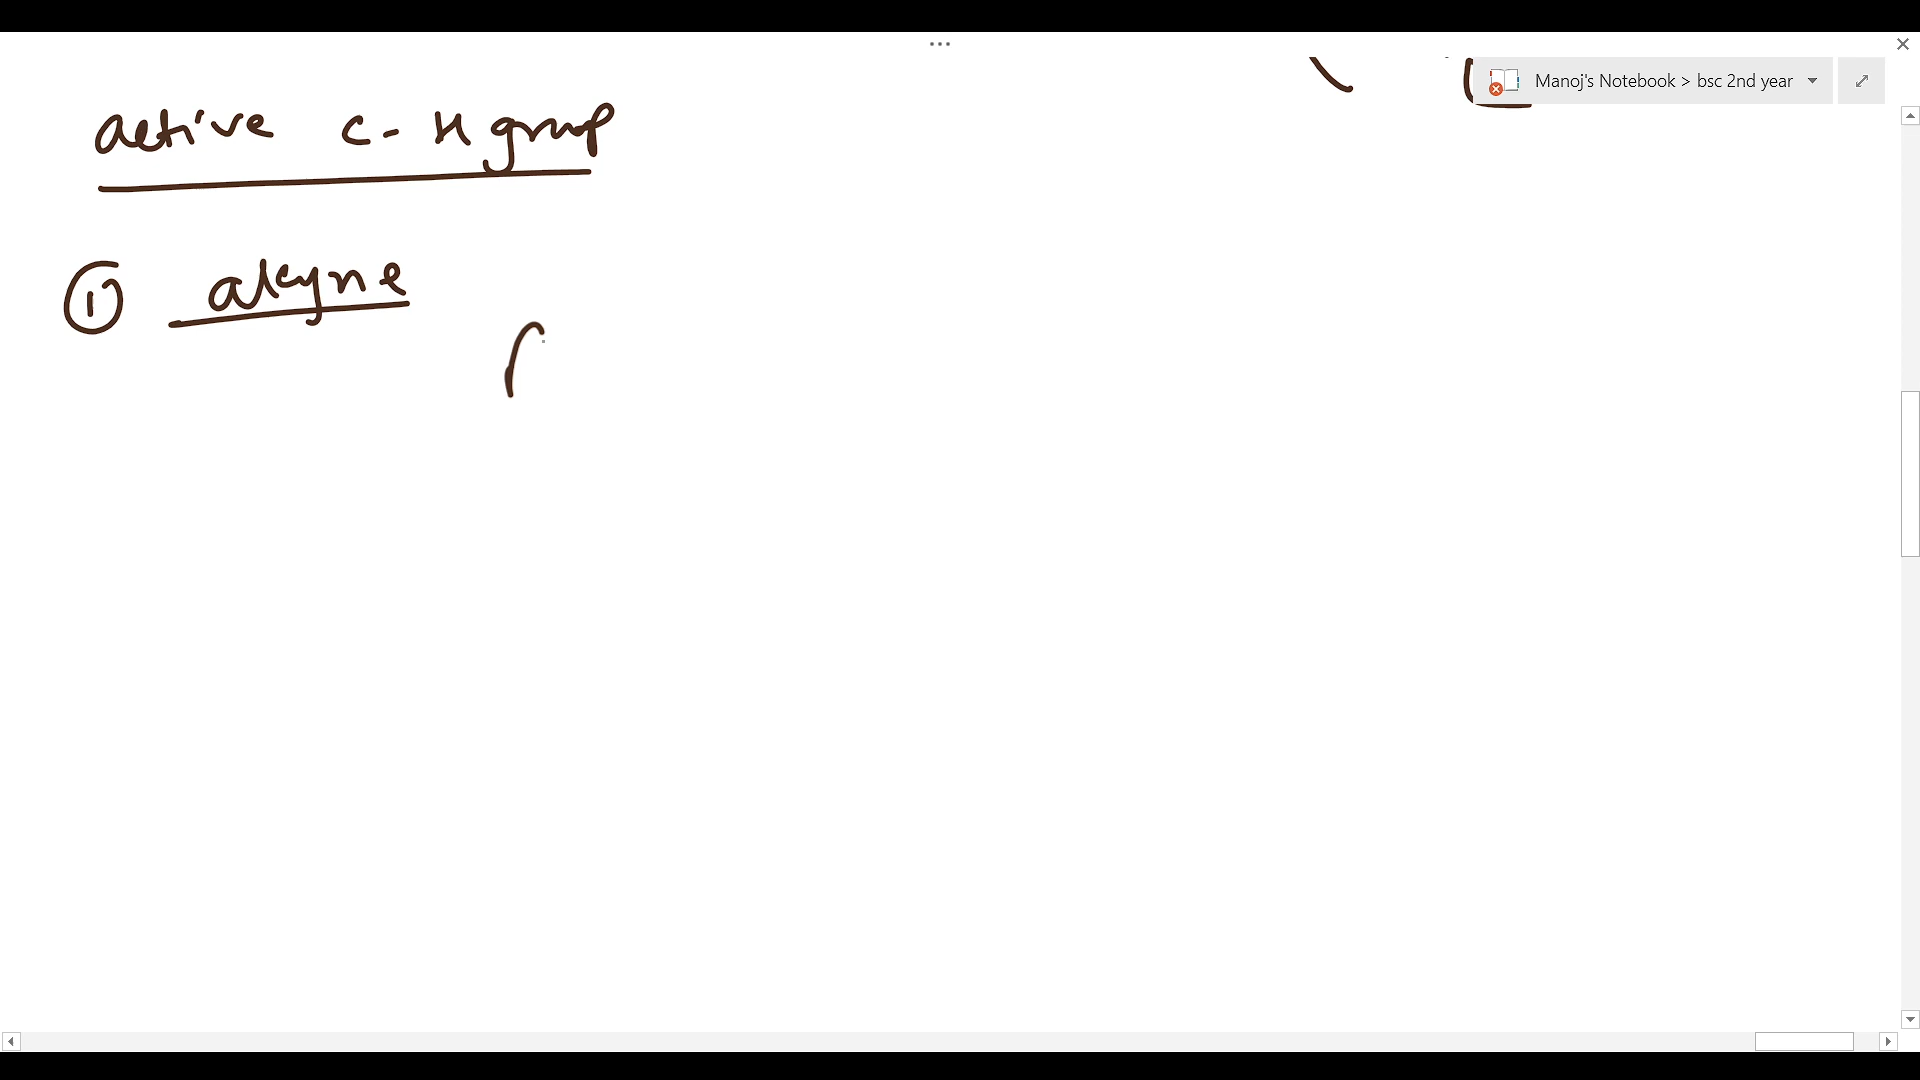 Manoj's Notebook > bsc 2nd year
active c-H group
① alkyne